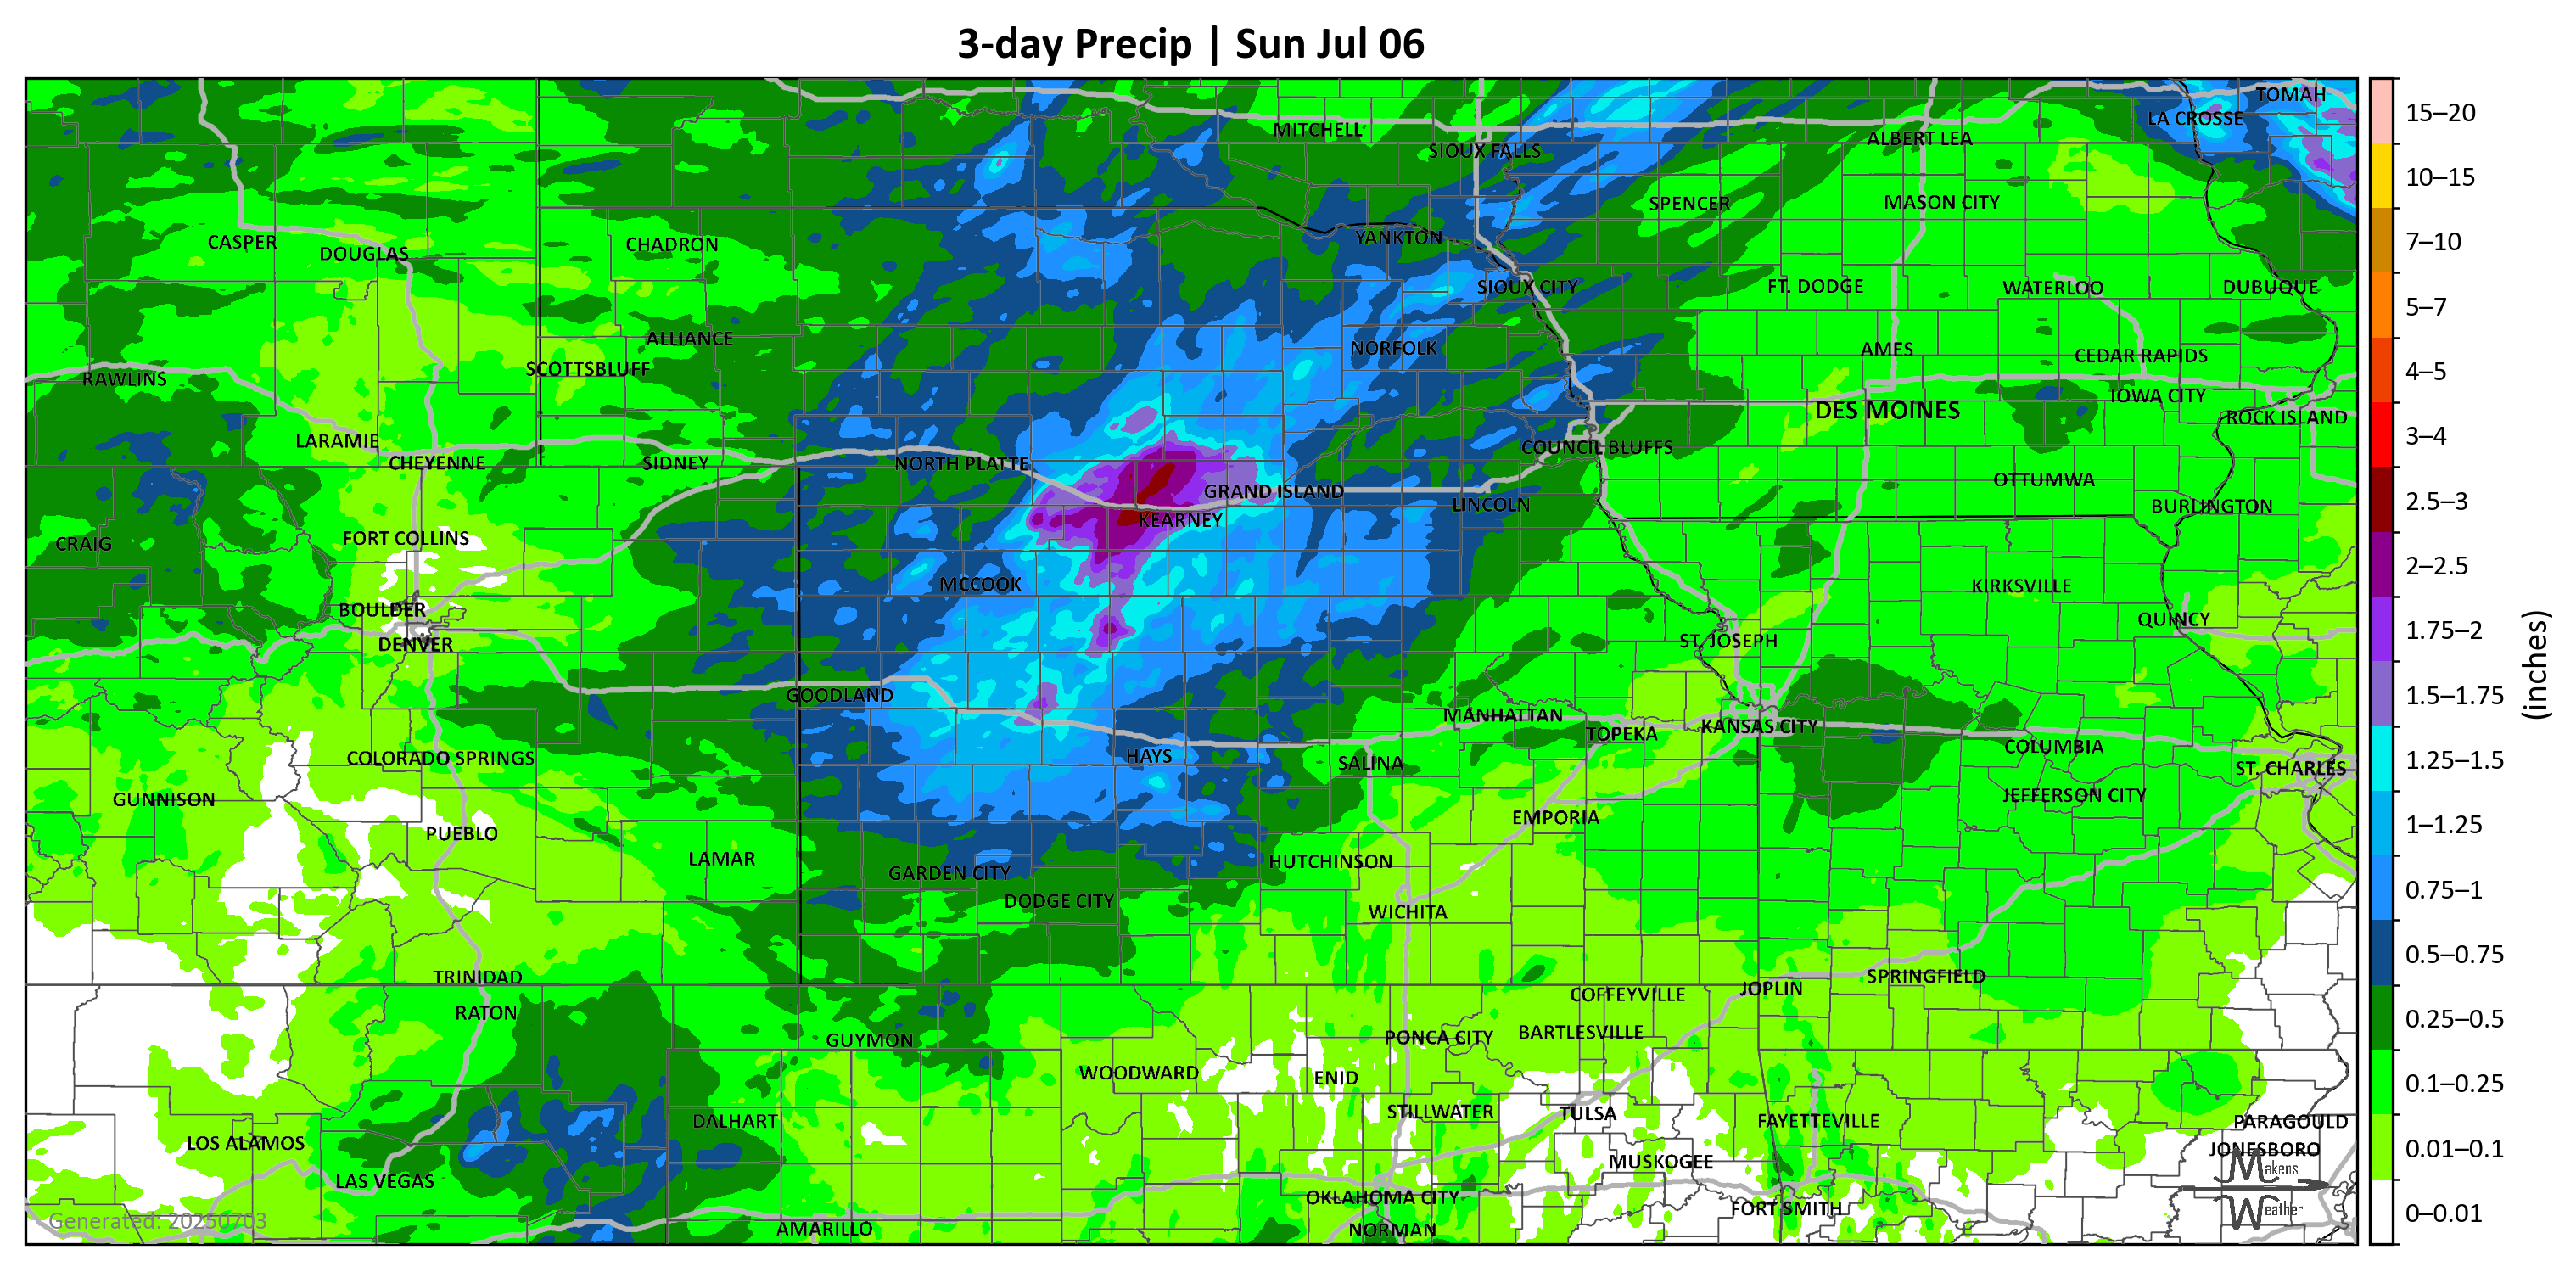 3-day Precip | Sun Jul 06
TOMAH
LA CROSSE
MITCHELL
ALBERT LEA
SIOUX FALLS
SPENCER
MASON CITY
YANKTON
CASPER
CHADRON
DOUGLAS
SIOUX CITY
FT. DODGE
WATERLOO
DUBUQUE
ALLIANCE
NORFOLK
AMES
CEDAR RAPIDS
SCOTTSBLUFF
RAWLINS
IOWA CITY
DES MOINES
ROCK ISLAND
LARAMIE
COUNCIL BLUFFS
CHEYENNE
SIDNEY
NORTH PLATTE
OTTUMWA
GRAND ISLAND
LINCOLN
BURLINGTON
KEARNEY
FORT COLLINS
CRAIG
MCCOOK
KIRKSVILLE
BOULDER
QUINCY
DENVER
ST. JOSEPH
GOODLAND
MANHATTAN
KANSAS CITY
TOPEKA
COLUMBIA
COLORADO SPRINGS
HAYS
SALINA
ST. CHARLES
GUNNISON
JEFFERSON CITY
EMPORIA
PUEBLO
LAMAR
HUTCHINSON
GARDEN CITY
DODGE CITY
WICHITA
TRINIDAD
SPRINGFIELD
JOPLIN
COFFEYVILLE
RATON
BARTLESVILLE
PONCA CITY
GUYMON
WOODWARD
ENID
STILLWATER
TULSA
DALHART
FAYETTEVILLE
PARAGOULD
LOS ALAMOS
JONESBORO
MUSKOGEE
LAS VEGAS
OKLAHOMA CITY
FORT SMITH
AMARILLO
NORMAN
Generated: 20250703
Makens
Weather
15–20
10–15
7–10
5–7
4–5
3–4
2.5–3
2–2.5
1.75–2
1.5–1.75
1.25–1.5
1–1.25
0.75–1
0.5–0.75
0.25–0.5
0.1–0.25
0.01–0.1
0–0.01
(inches)